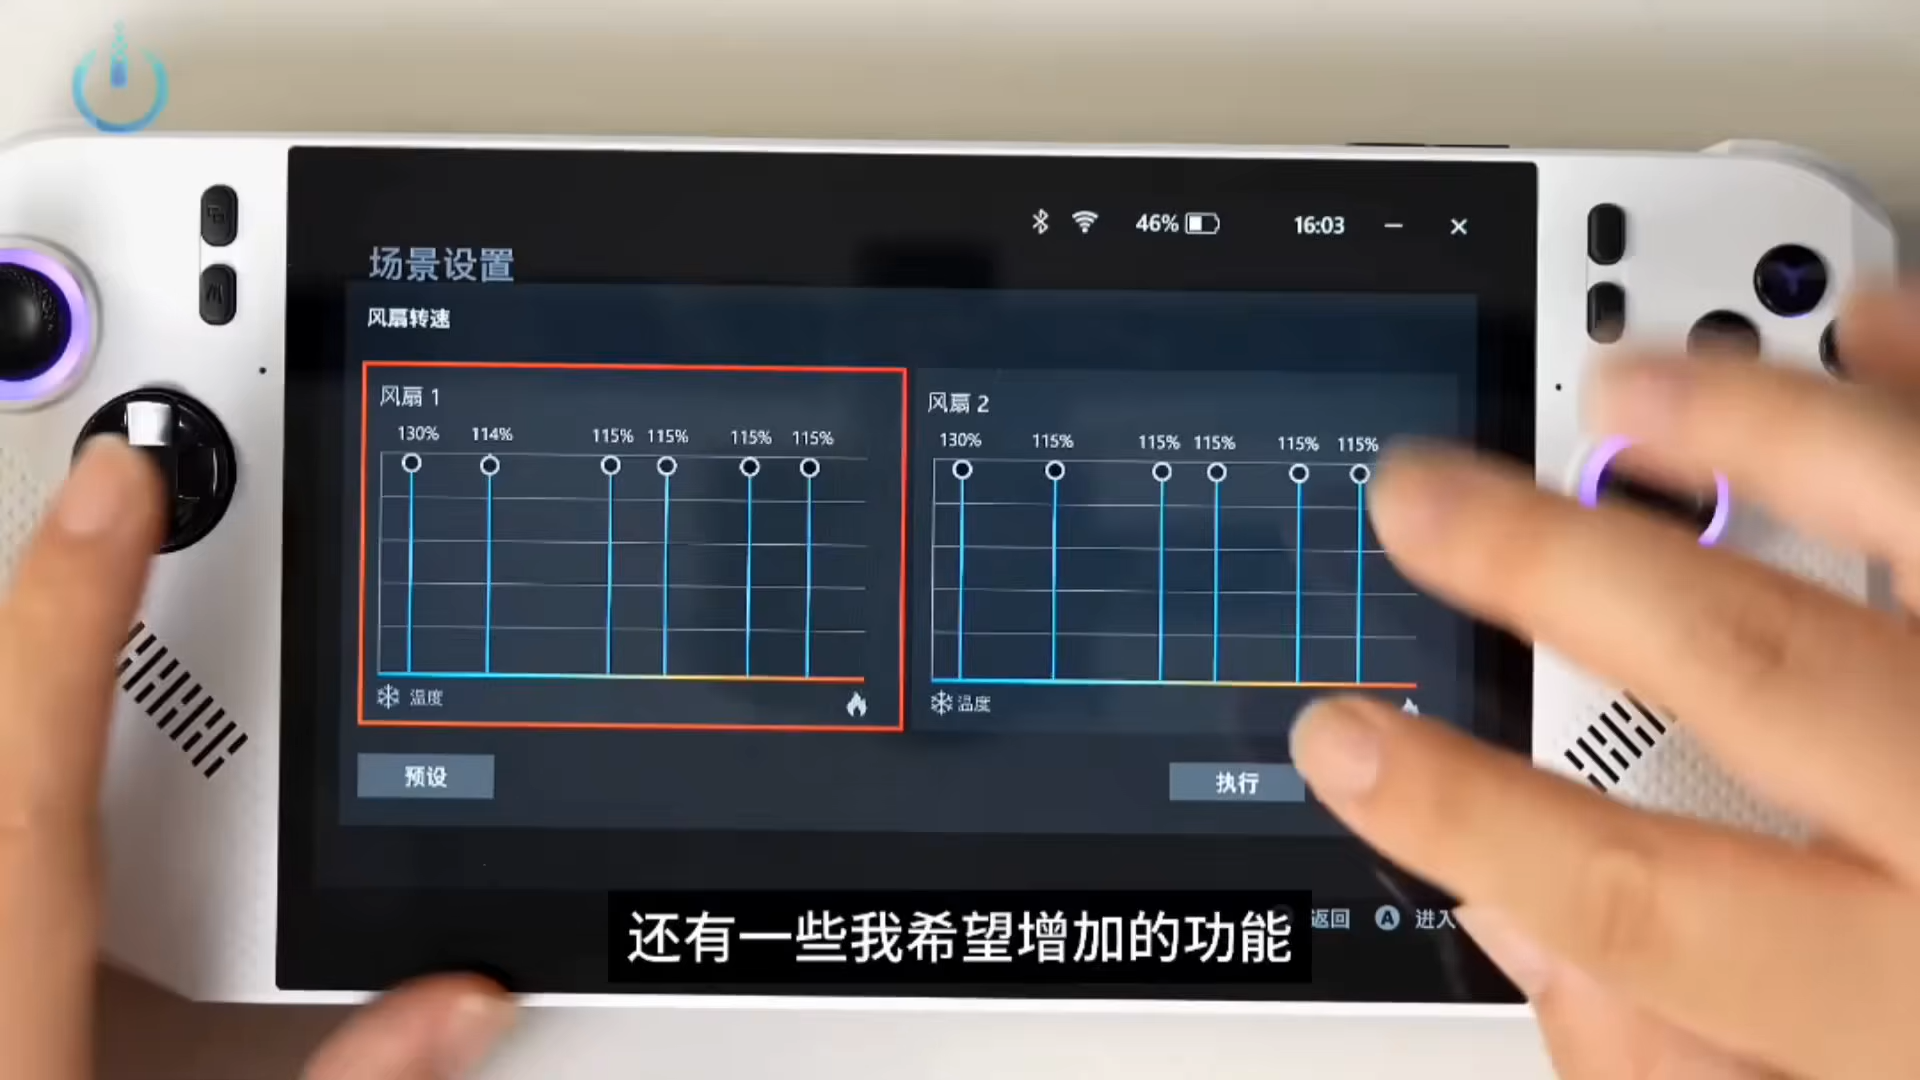 46% 16:03
场景设置
风扇转速
风扇 1
130% 114% 115% 115% 115% 115%
温度
风扇 2
130% 115% 115% 115% 115% 115%
温度
预设
执行
返回 A 进入
还有一些我希望增加的功能
Y